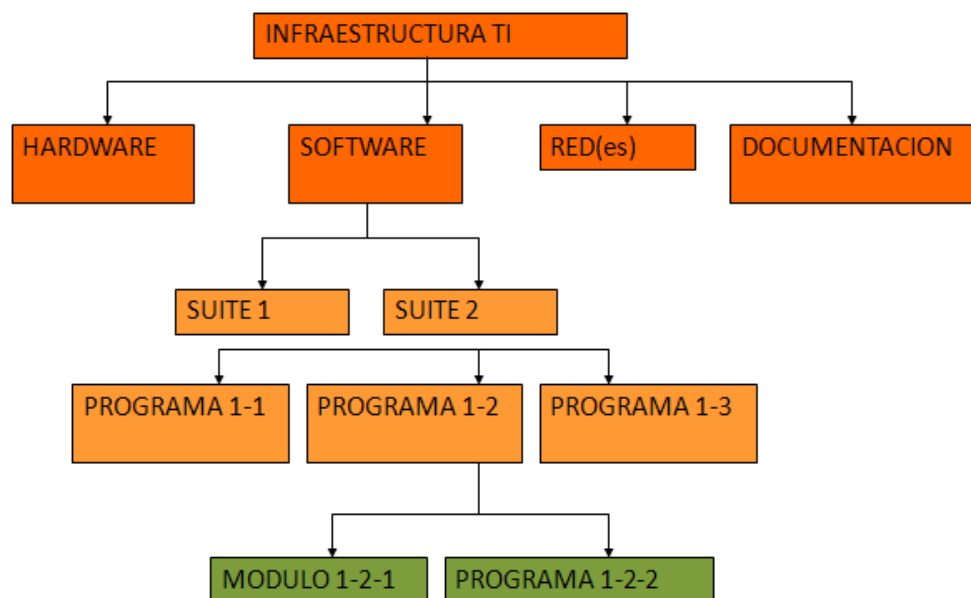 INFRAESTRUCTURA TI
HARDWARE
SOFTWARE
RED(es)
DOCUMENTACION
SUITE 1
SUITE 2
PROGRAMA 1-1
PROGRAMA 1-2
PROGRAMA 1-3
MODULO 1-2-1
PROGRAMA 1-2-2